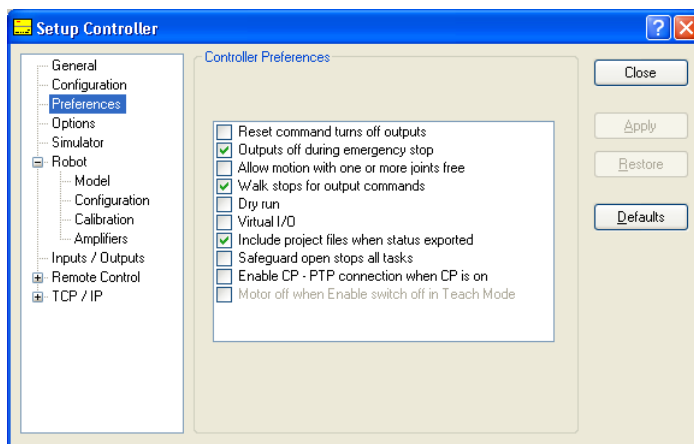 Setup Controller
General
Configuration
Preferences
Options
Simulator
Robot
Model
Configuration
Calibration
Amplifiers
Inputs / Outputs
Remote Control
TCP / IP
Controller Preferences
Reset command turns off outputs
Outputs off during emergency stop
Allow motion with one or more joints free
Walk stops for output commands
Dry run
Virtual I/O
Include project files when status exported
Safeguard open stops all tasks
Enable CP - PTP connection when CP is on
Motor off when Enable switch off in Teach Mode
Close
Apply
Restore
Defaults